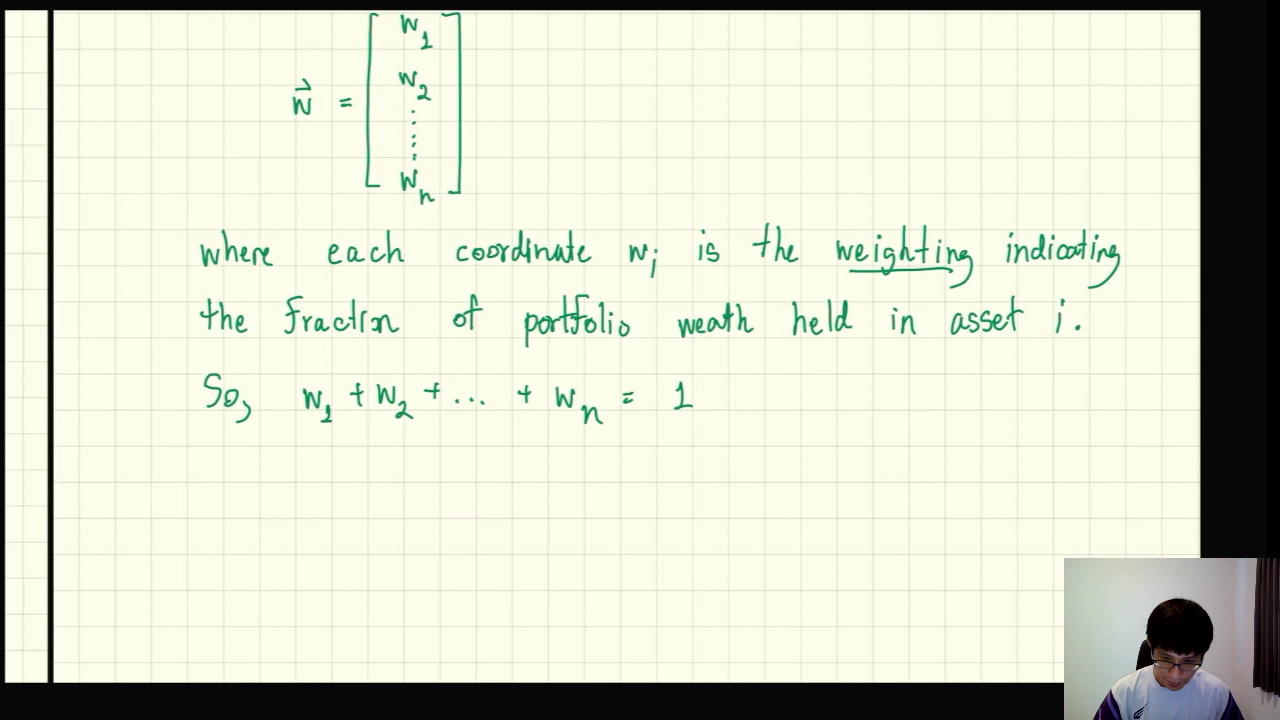 w⃗ = [ w₁
w₂
⋮
wₙ ]
where each coordinate wᵢ is the weighting indicating
the fraction of portfolio weath held in asset i.
So, w₁ + w₂ + ... + wₙ = 1